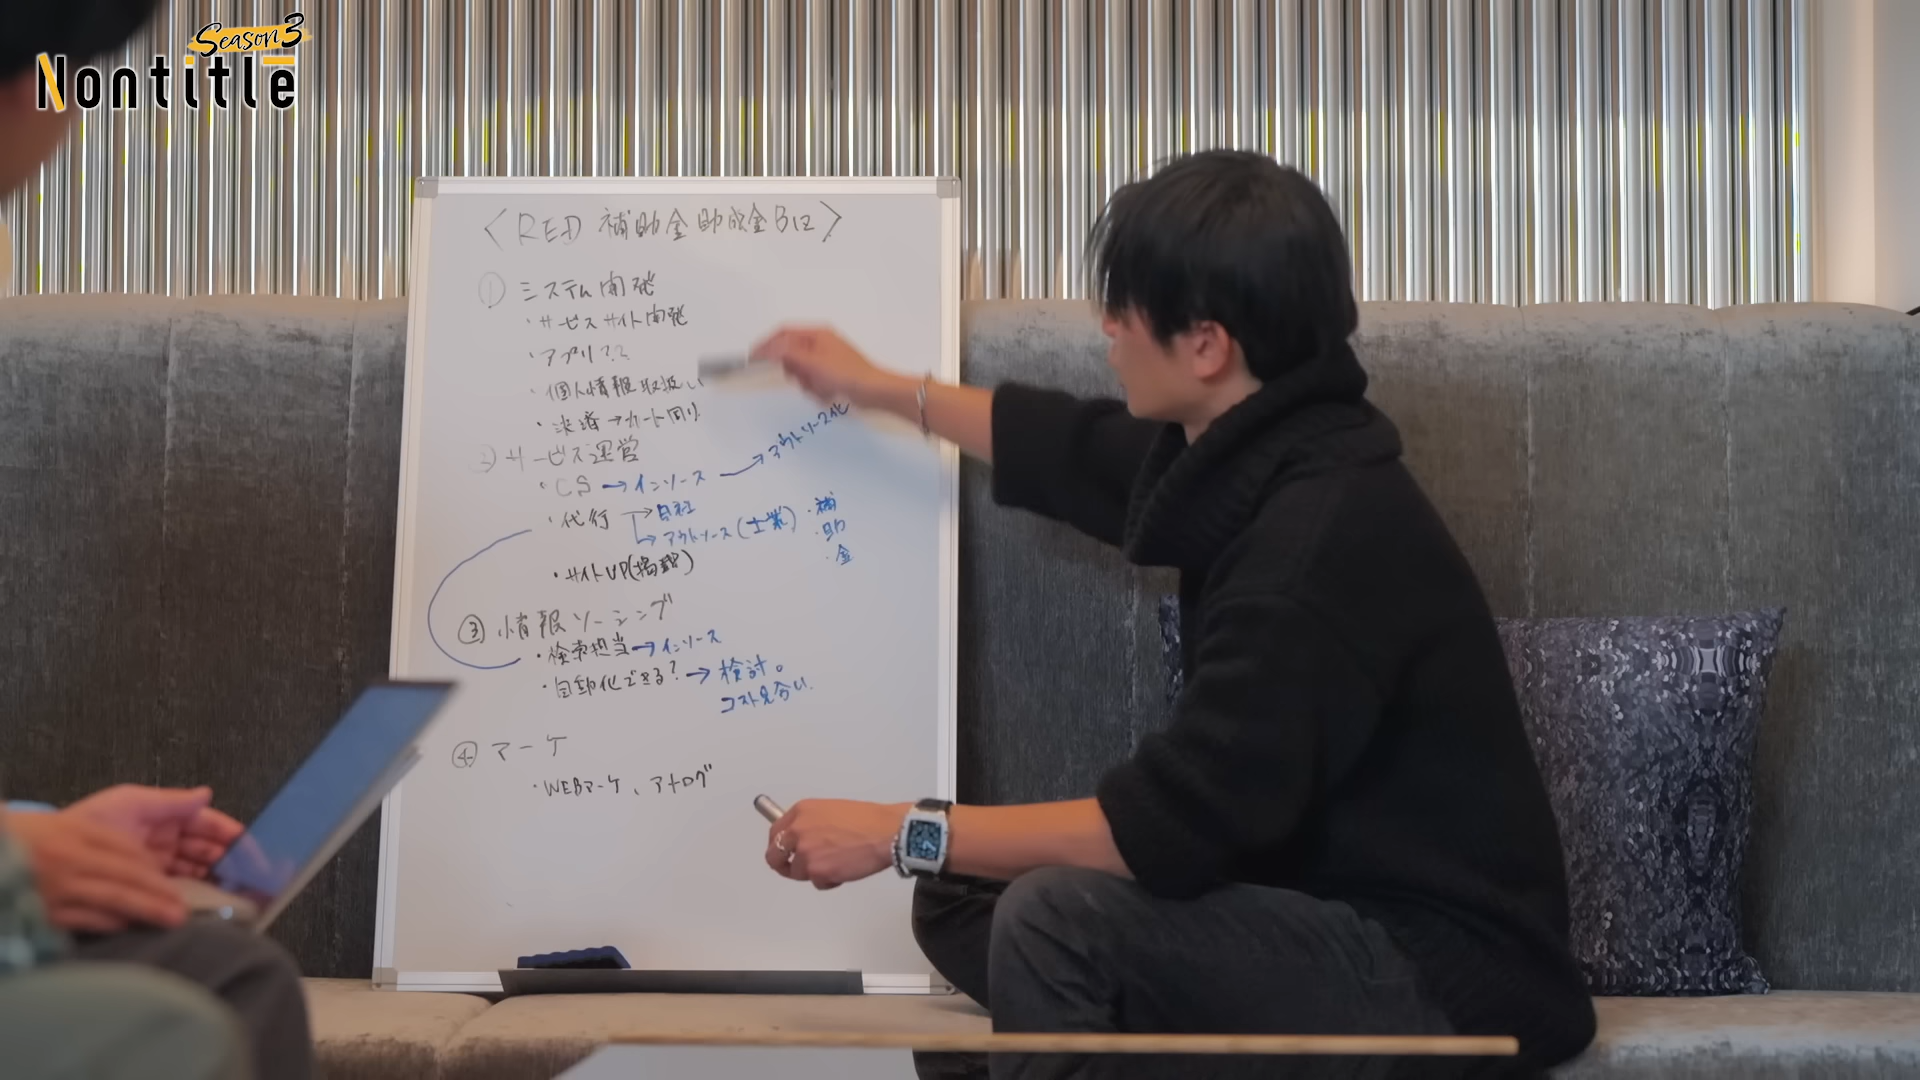 Season3
Nontitle
〈RED 補助金助成金Biz〉
① システム開発
・サービスサイト開発
・アプリ??
・個人情報取扱い
・決済→カート周り
② サービス運営
・CS→インソース→アウトソース化
・代行→自社
→アウトソース(士業)・補
・助
・金
・サイトUP(掲載)
③ 情報ソーシング
・検索担当→インソース
・自動化できる?→検討。
コスト見合い.
④ マーケ
・WEBマーケ、アナログ